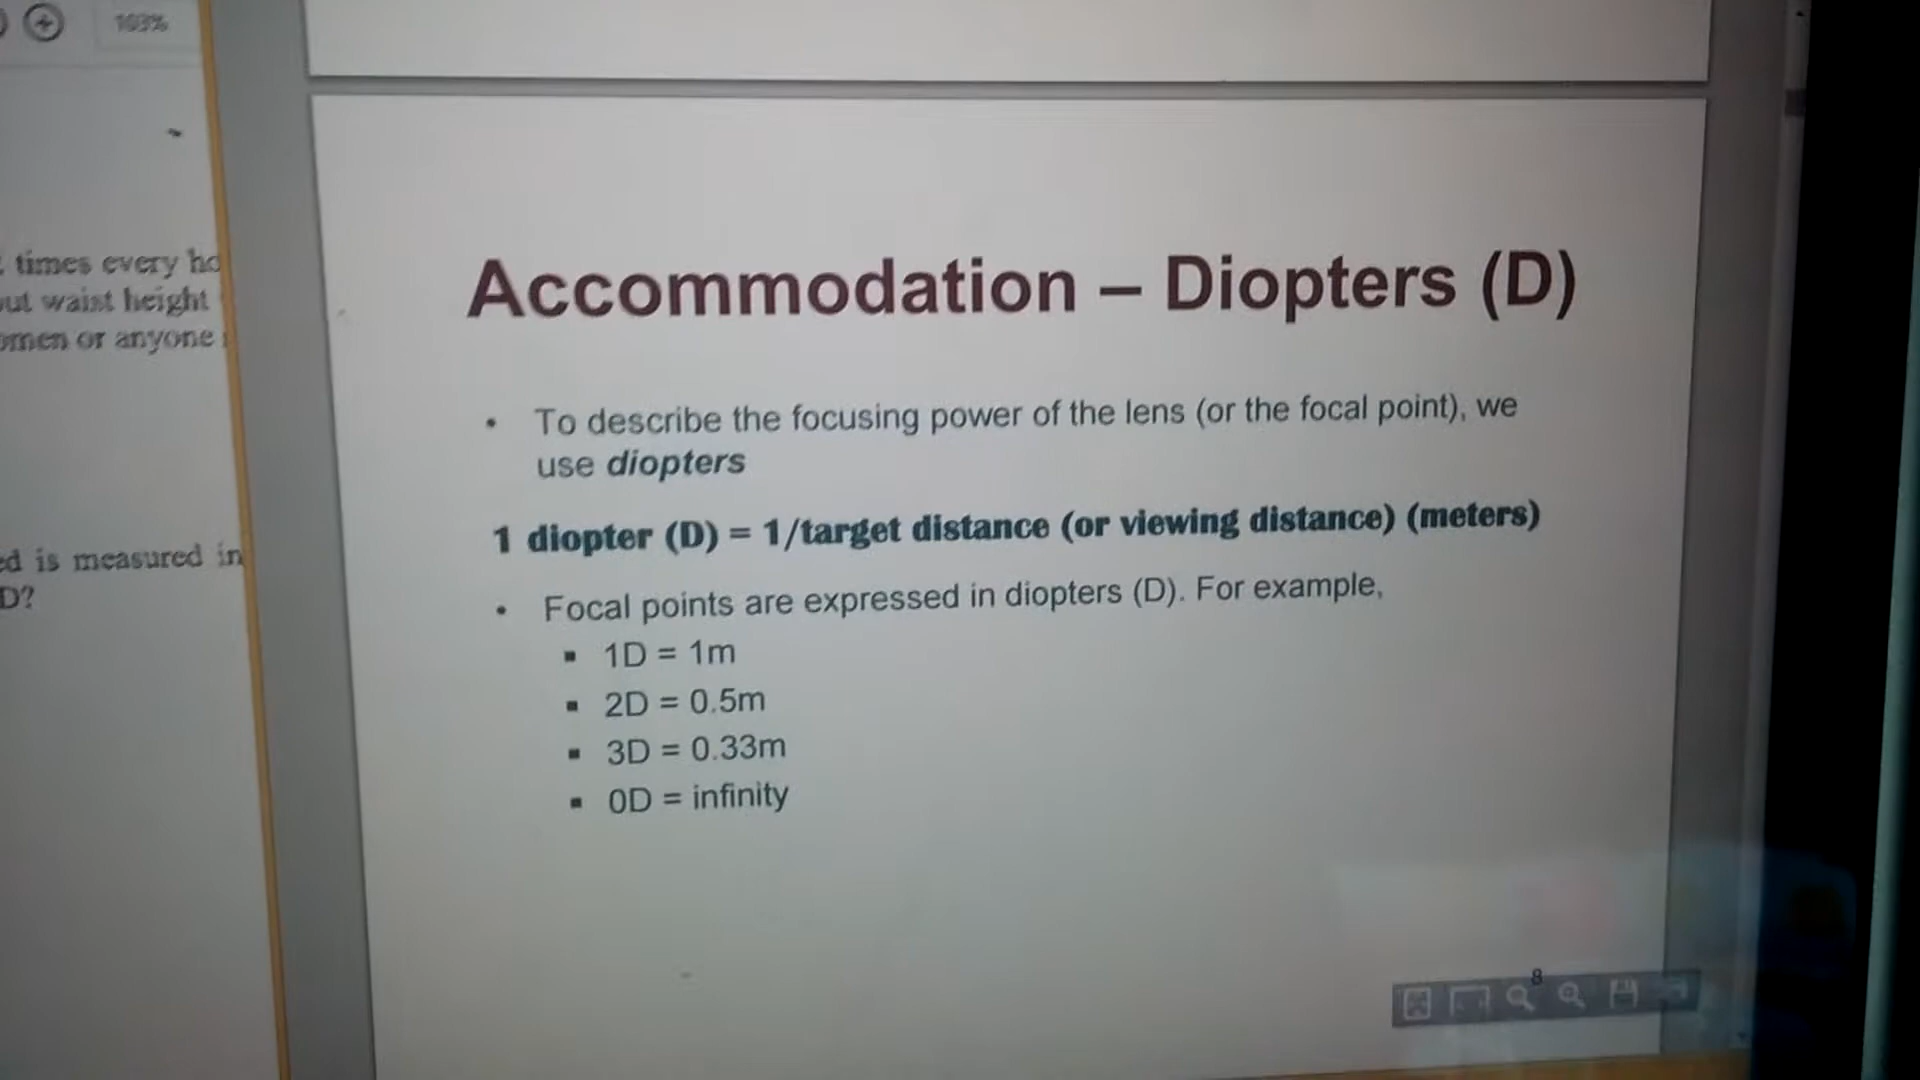 103%
times every ho
ut waist height
omen or anyone
ed is measured in
D?
Accommodation – Diopters (D)
• To describe the focusing power of the lens (or the focal point), we
use diopters
1 diopter (D) = 1/target distance (or viewing distance) (meters)
• Focal points are expressed in diopters (D). For example,
▪ 1D = 1m
▪ 2D = 0.5m
▪ 3D = 0.33m
▪ 0D = infinity
8